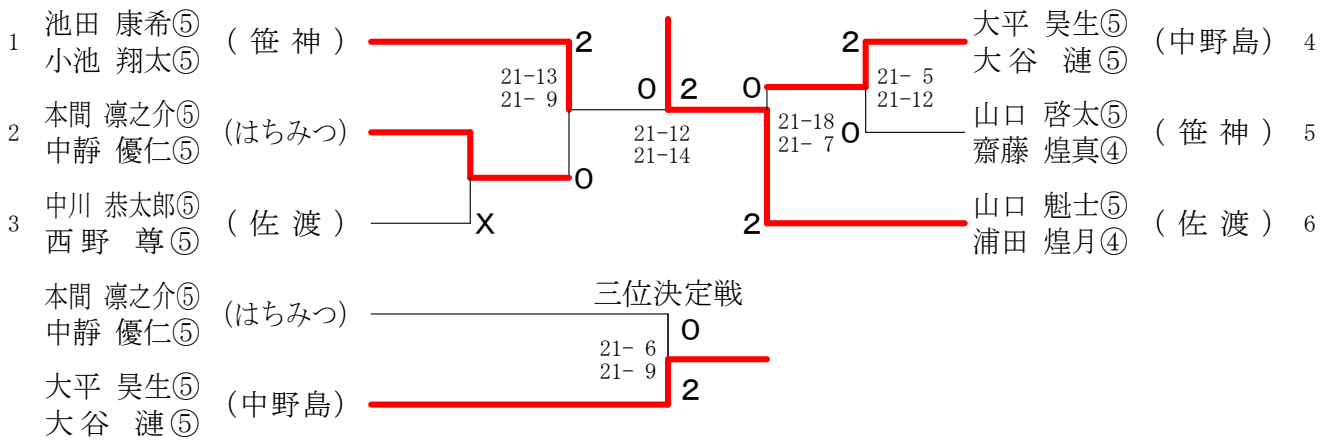 1
池田 康希⑤
小池 翔太⑤
(笹神)
2
本間 凛之介⑤
中靜 優仁⑤
(はちみつ)
3
中川 恭太郎⑤
西野 尊⑤
(佐渡)
2
21-13
21- 9
0
X
0
2
21-12
21-14
大平 昊生⑤
大谷 漣⑤
(中野島)
4
山口 啓太⑤
齋藤 煌真④
(笹神)
5
山口 魁士⑤
浦田 煌月④
(佐渡)
6
2
21- 5
21-12
0
0
21-18
21- 7
2
三位決定戦
本間 凛之介⑤
中靜 優仁⑤
(はちみつ)
大平 昊生⑤
大谷 漣⑤
(中野島)
0
21- 6
21- 9
2